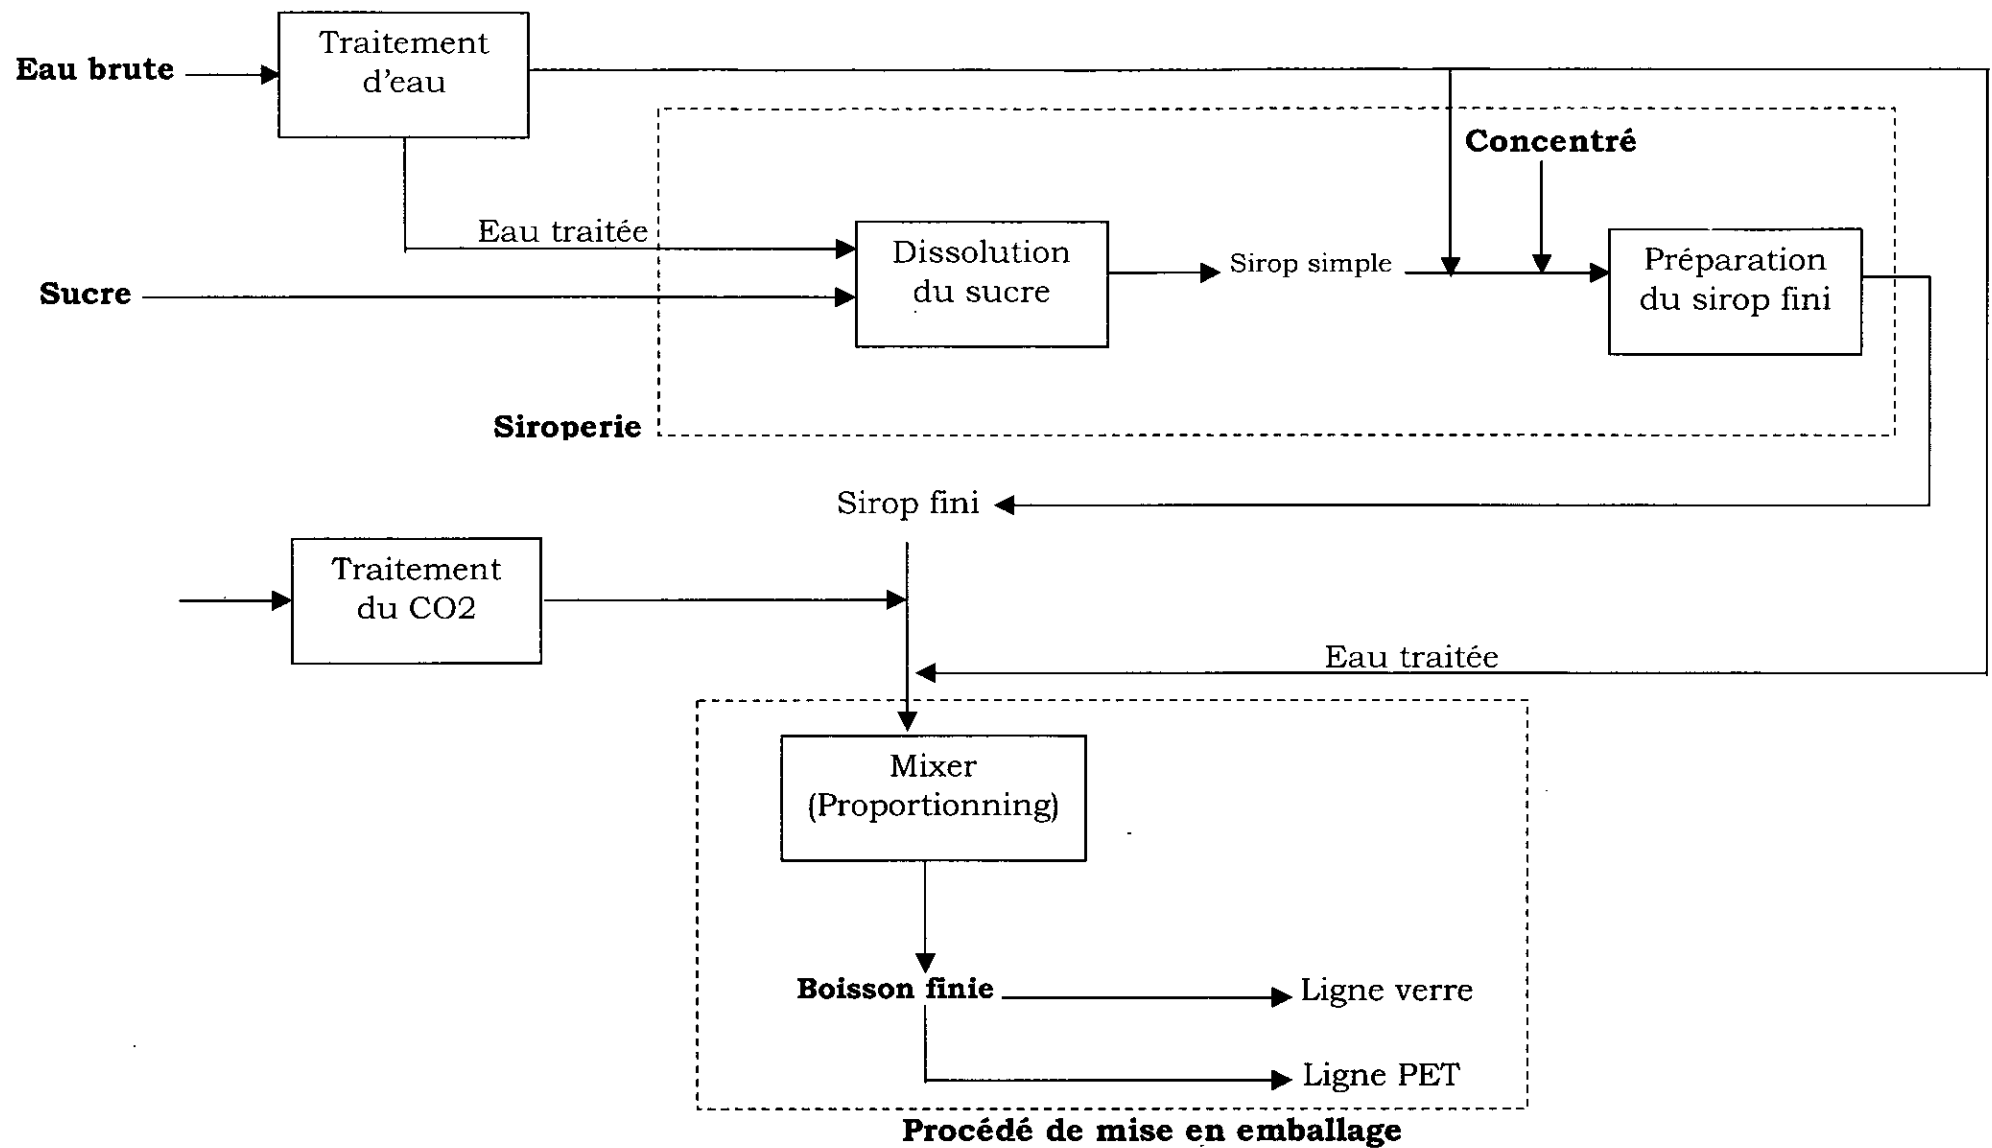 Traitement
d'eau
Eau brute
Concentré
Eau traitée
Dissolution
du sucre
Sirop simple
Préparation
du sirop fini
Sucre
Siroperie
Sirop fini
Traitement
du CO2
Eau traitée
Mixer
(Proportionning)
Boisson finie
Ligne verre
Ligne PET
Procédé de mise en emballage